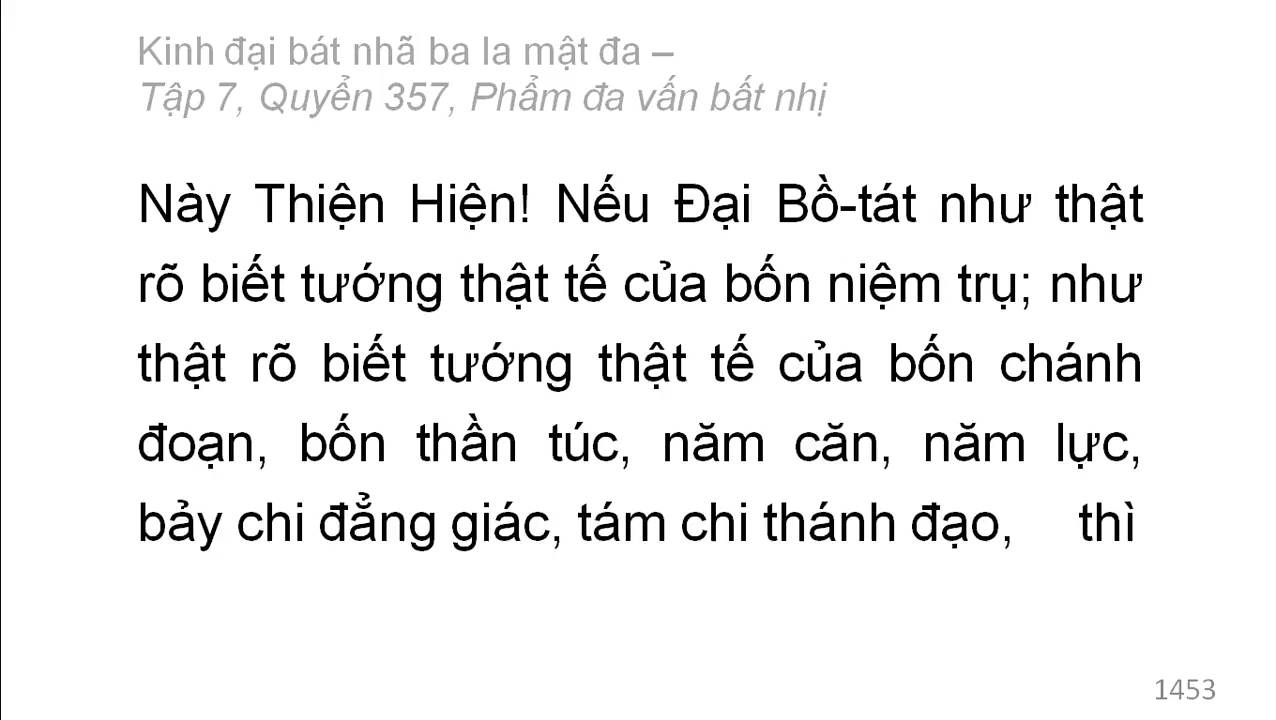 Kinh đại bát nhã ba la mật đa –
Tập 7, Quyển 357, Phẩm đa vấn bất nhị
Này Thiện Hiện! Nếu Đại Bồ-tát như thật
rõ biết tướng thật tế của bốn niệm trụ; như
thật rõ biết tướng thật tế của bốn chánh
đoạn, bốn thần túc, năm căn, năm lực,
bảy chi đẳng giác, tám chi thánh đạo, thì
1453